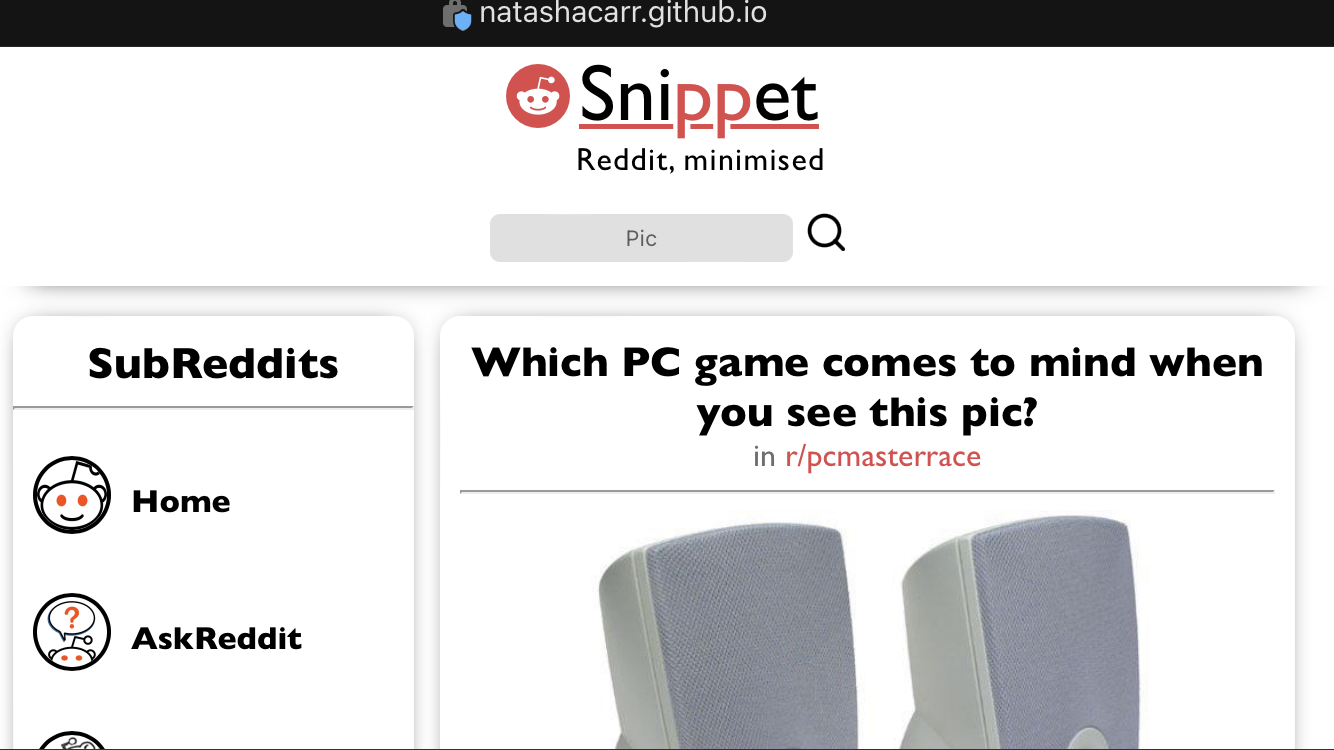 natashacarr.github.io
Snippet
Reddit, minimised
Pic
SubReddits
Home
?
AskReddit
Which PC game comes to mind when
you see this pic?
in r/pcmasterrace